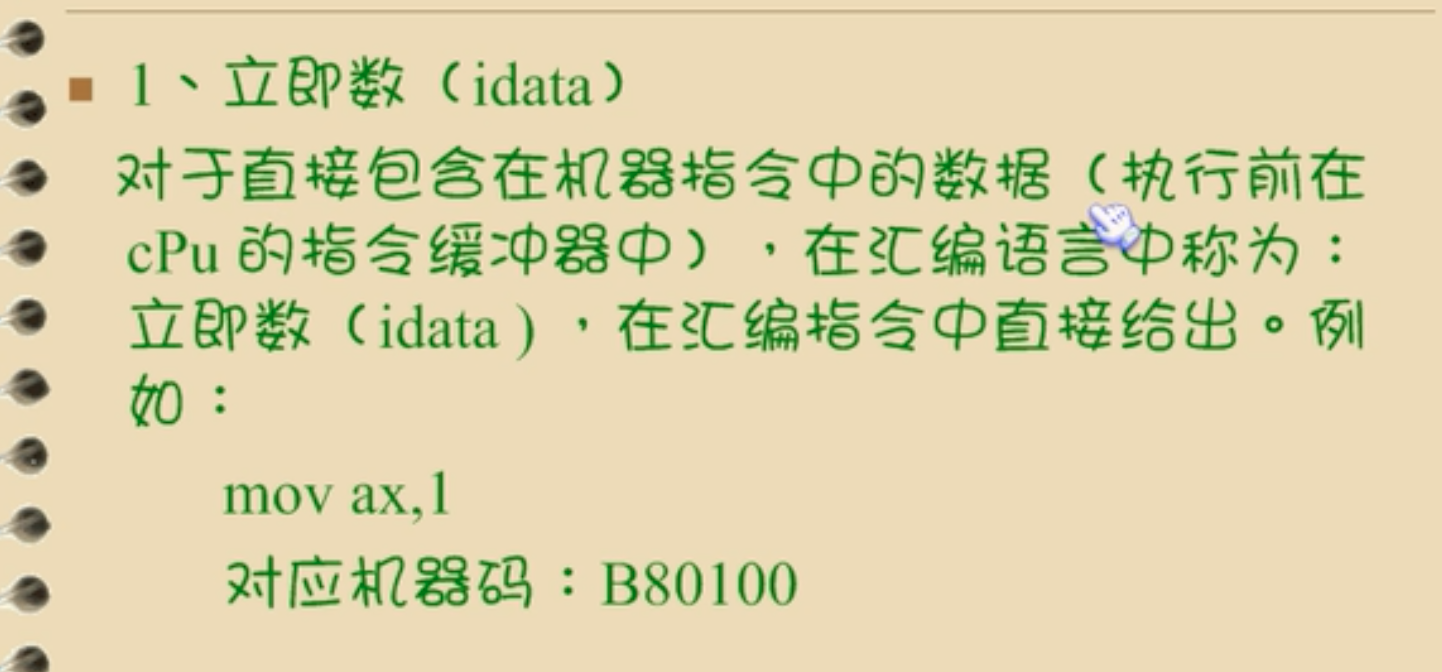 1、立即数（idata）
对于直接包含在机器指令中的数据（执行前在
cPu 的指令缓冲器中），在汇编语言中称为：
立即数（idata ) ，在汇编指令中直接给出。例
如：
mov ax,1
对应机器码：B80100